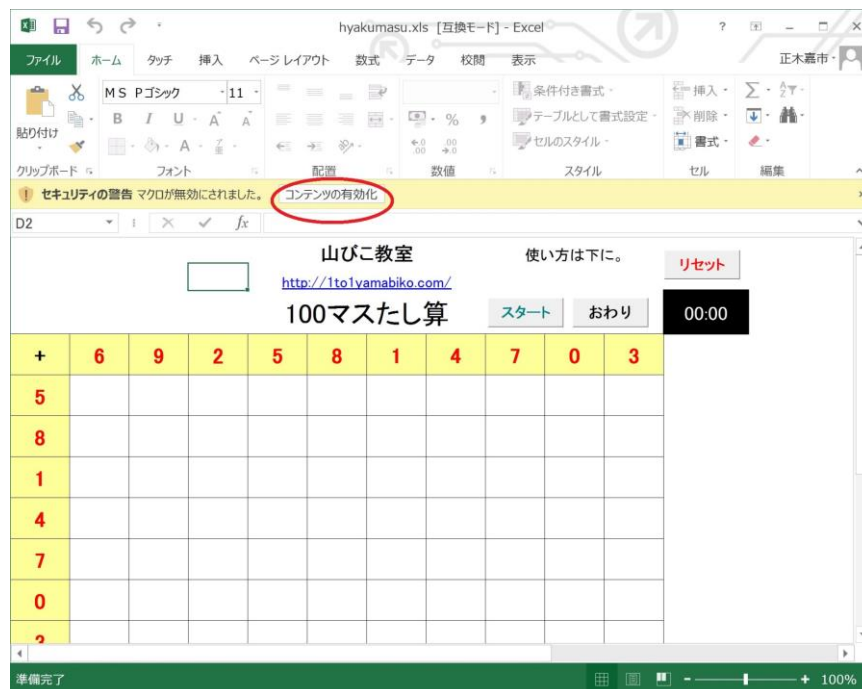 hyakumasu.xls [互換モード] - Excel
ファイル ホーム タッチ 挿入 ページ レイアウト 数式 データ 校閲 表示 正木嘉市
貼り付け
MS Pゴシック 11
B I U A A
A
%
条件付き書式
テーブルとして書式設定
セルのスタイル
挿入
削除
書式
クリップボード フォント 配置 数値 スタイル セル 編集
セキュリティの警告 マクロが無効にされました。 コンテンツの有効化
D2 fx
山びこ教室 使い方は下に。 リセット
http://1to1yamabiko.com/
100マスたし算 スタート おわり 00:00
+ 6 9 2 5 8 1 4 7 0 3
5
8
1
4
7
0
準備完了 100%